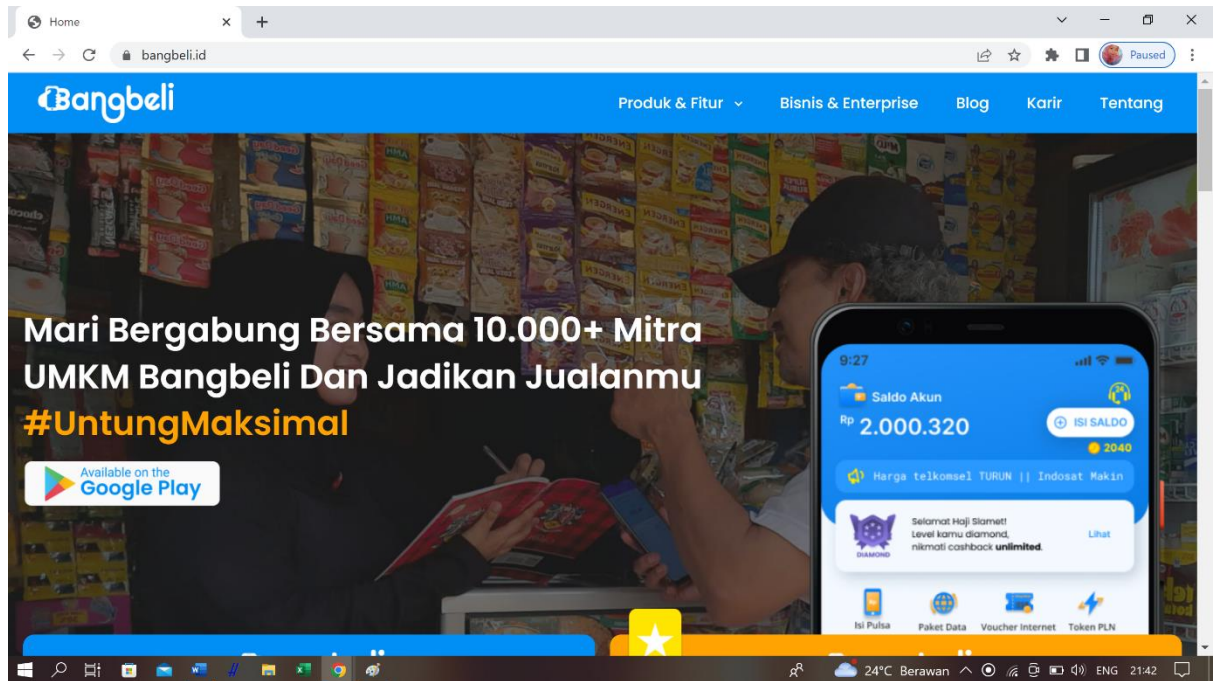 Home
bangbeli.id
Paused
Bangbeli
Produk & Fitur
Bisnis & Enterprise
Blog
Karir
Tentang
Mari Bergabung Bersama 10.000+ Mitra
UMKM Bangbeli Dan Jadikan Jualanmu
#UntungMaksimal
Available on the
Google Play
9:27
Saldo Akun
Rp 2.000.320
ISI SALDO
2040
Harga telkomsel TURUN || Indosat Makin
Selamat Haji Slamet!
Level kamu diamond,
nikmati cashback unlimited.
Lihat
DIAMOND
Isi Pulsa
Paket Data
Voucher Internet
Token PLN
24°C Berawan
ENG
21:42